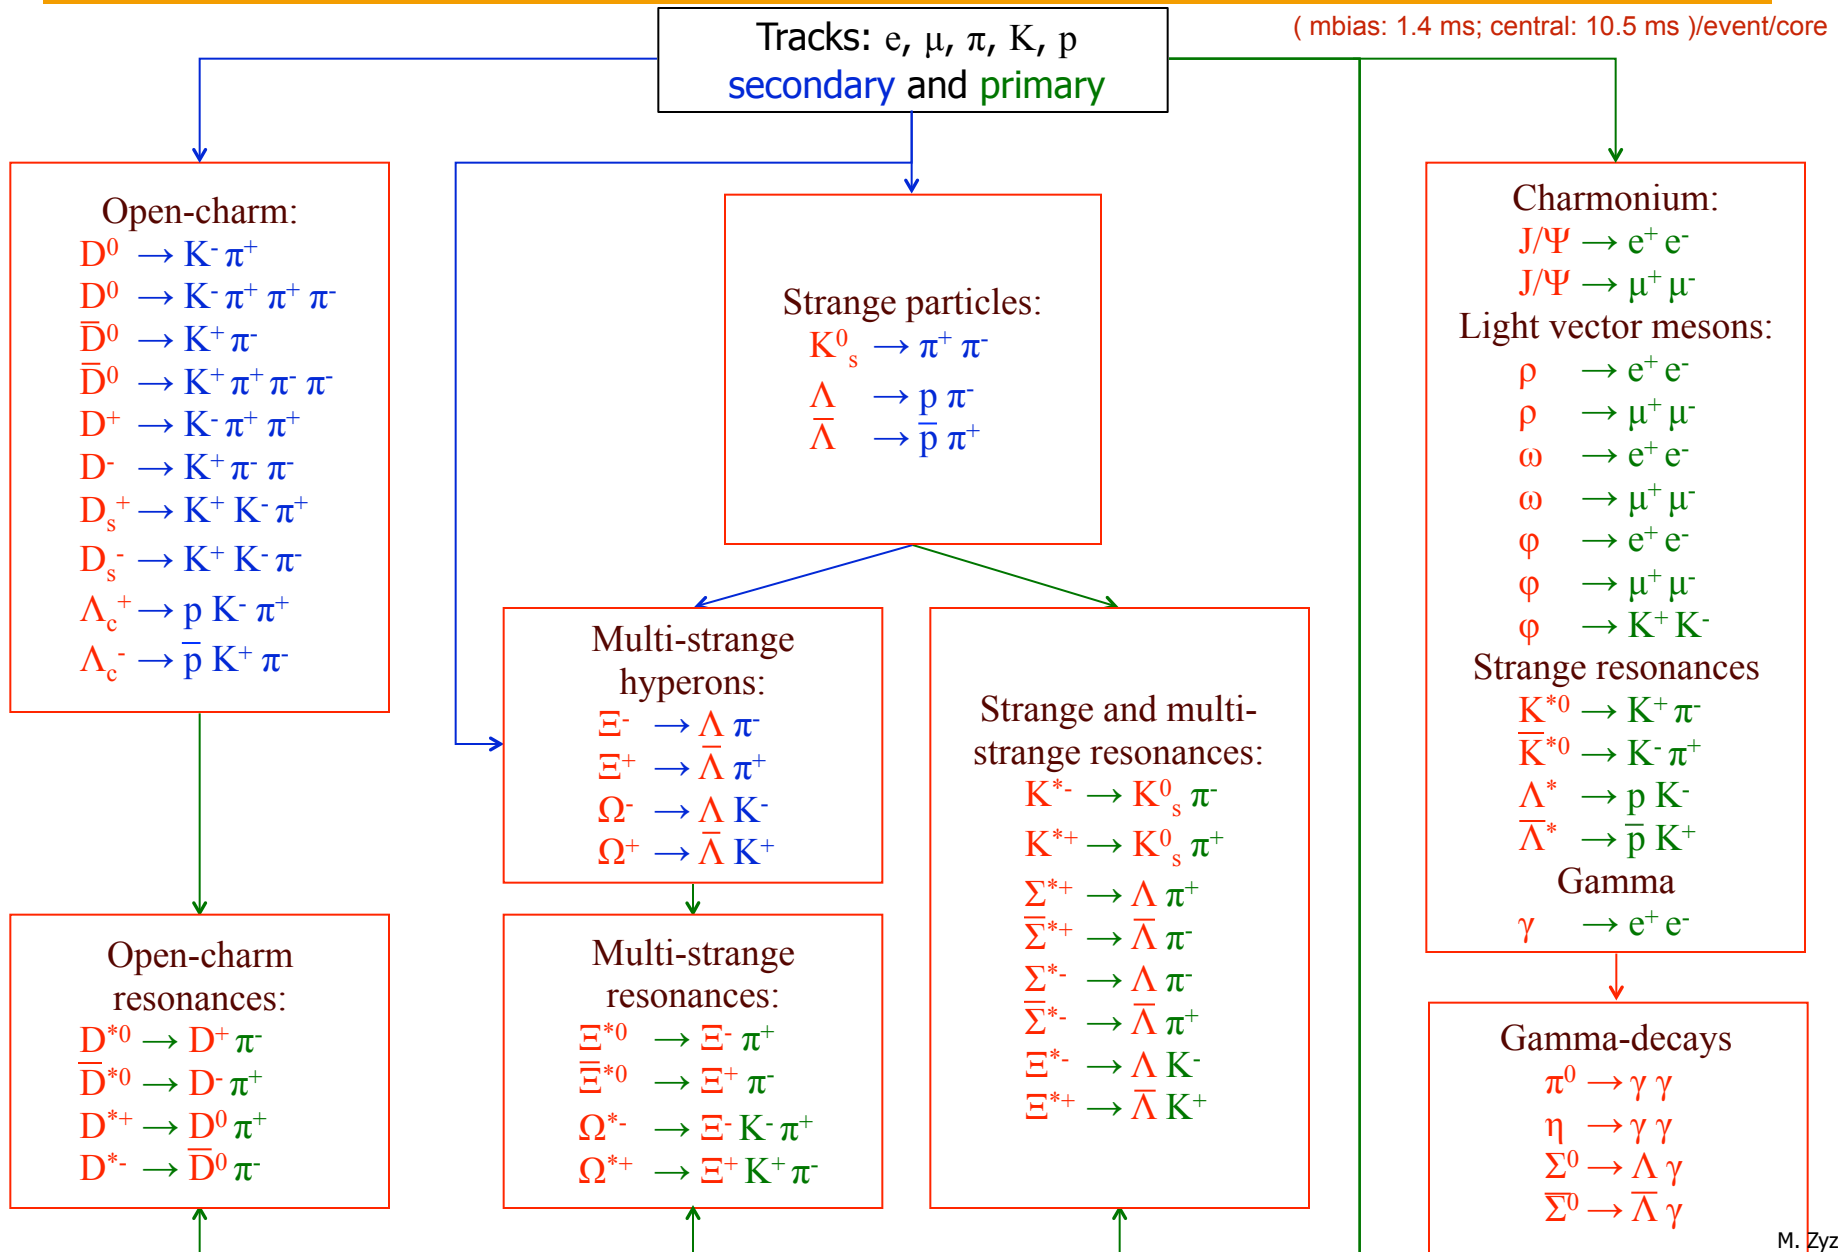 ( mbias: 1.4 ms; central: 10.5 ms )/event/core
Tracks: e, μ, π, K, p
secondary and primary
Open-charm:
D⁰ → K⁻ π⁺
D⁰ → K⁻ π⁺ π⁺ π⁻
D̅⁰ → K⁺ π⁻
D̅⁰ → K⁺ π⁺ π⁻ π⁻
D⁺ → K⁻ π⁺ π⁺
D⁻ → K⁺ π⁻ π⁻
Dₛ⁺ → K⁺ K⁻ π⁺
Dₛ⁻ → K⁺ K⁻ π⁻
Λc⁺ → p K⁻ π⁺
Λc⁻ → p̅ K⁺ π⁻
Strange particles:
K⁰ₛ → π⁺ π⁻
Λ → p π⁻
Λ̅ → p̅ π⁺
Charmonium:
J/Ψ → e⁺ e⁻
J/Ψ → μ⁺ μ⁻
Light vector mesons:
ρ → e⁺ e⁻
ρ → μ⁺ μ⁻
ω → e⁺ e⁻
ω → μ⁺ μ⁻
φ → e⁺ e⁻
φ → μ⁺ μ⁻
φ → K⁺ K⁻
Strange resonances
K*⁰ → K⁺ π⁻
K̅*⁰ → K⁻ π⁺
Λ* → p K⁻
Λ̅* → p̅ K⁺
Gamma
γ → e⁺ e⁻
Multi-strange
hyperons:
Ξ⁻ → Λ π⁻
Ξ⁺ → Λ̅ π⁺
Ω⁻ → Λ K⁻
Ω⁺ → Λ̅ K⁺
Strange and multi-
strange resonances:
K*⁻ → K⁰ₛ π⁻
K*⁺ → K⁰ₛ π⁺
Σ*⁺ → Λ π⁺
Σ̅*⁺ → Λ̅ π⁻
Σ*⁻ → Λ π⁻
Σ̅*⁻ → Λ̅ π⁺
Ξ*⁻ → Λ K⁻
Ξ*⁺ → Λ̅ K⁺
Open-charm
resonances:
D*⁰ → D⁺ π⁻
D̅*⁰ → D⁻ π⁺
D*⁺ → D⁰ π⁺
D*⁻ → D̅⁰ π⁻
Multi-strange
resonances:
Ξ*⁰ → Ξ⁻ π⁺
Ξ̅*⁰ → Ξ⁺ π⁻
Ω*⁻ → Ξ⁻ K⁻ π⁺
Ω*⁺ → Ξ⁺ K⁺ π⁻
Gamma-decays
π⁰ → γ γ
η → γ γ
Σ⁰ → Λ γ
Σ̅⁰ → Λ̅ γ
M. Zyz